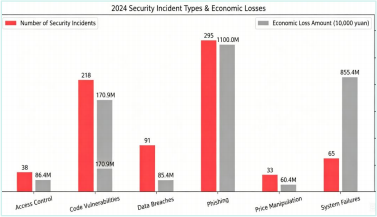 2024 Security Incident Types & Economic Losses
Number of Security Incidents
Economic Loss Amount (10,000 yuan)
38
86.4M
218
170.9M
170.9M
91
85.4M
295
1100.0M
33
60.4M
65
855.4M
Access Control
Code Vulnerabilities
Data Breaches
Phishing
Price Manipulation
System Failures